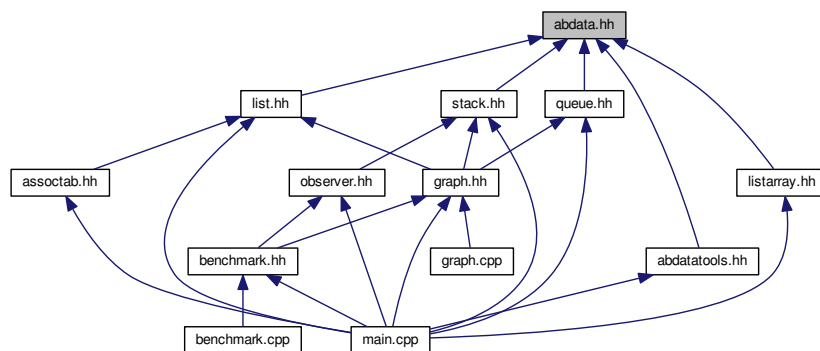 abdata.hh
list.hh
stack.hh
queue.hh
assoctab.hh
observer.hh
graph.hh
listarray.hh
benchmark.hh
graph.cpp
abdatatools.hh
benchmark.cpp
main.cpp